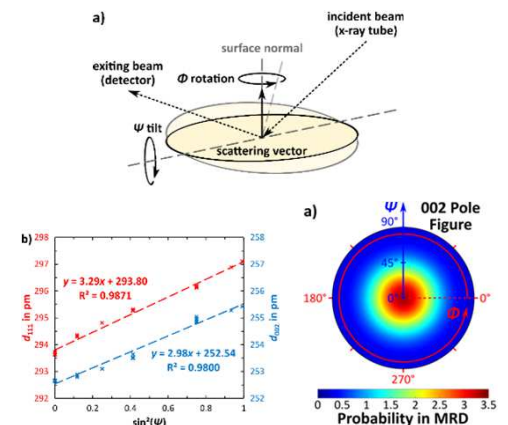 a)
incident beam
(x-ray tube)
surface normal
exiting beam
(detector)
Φ rotation
Ψ tilt
scattering vector
b)
298
297
296
295
294
293
292
d111 in pm
y = 3.29x + 293.80
R² = 0.9871
y = 2.98x + 252.54
R² = 0.9800
258
257
256
255
254
253
252
d002 in pm
0 0.2 0.4 0.6 0.8 1
sin²(Ψ)
a)
Ψ
90°
002 Pole
Figure
45°
180°
0°
0°
Φ
270°
0 0.5 1 1.5 2 2.5 3 3.5
Probability in MRD